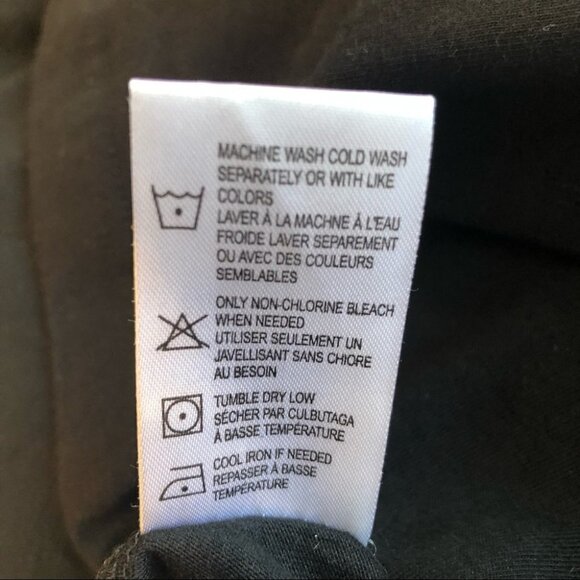 MACHINE WASH COLD WASH
SEPARATELY OR WITH LIKE
COLORS
LAVER À LA MACHNE À L'EAU
FROIDE LAVER SEPAREMENT
OU AVEC DES COULEURS
SEMBLABLES
ONLY NON-CHLORINE BLEACH
WHEN NEEDED
UTILISER SEULEMENT UN
JAVELLISANT SANS CHIORE
AU BESOIN
TUMBLE DRY LOW
SÉCHER PAR CULBUTAGA
À BASSE TEMPÉRATURE
COOL IRON IF NEEDED
REPASSER À BASSE
TEMPÉRATURE